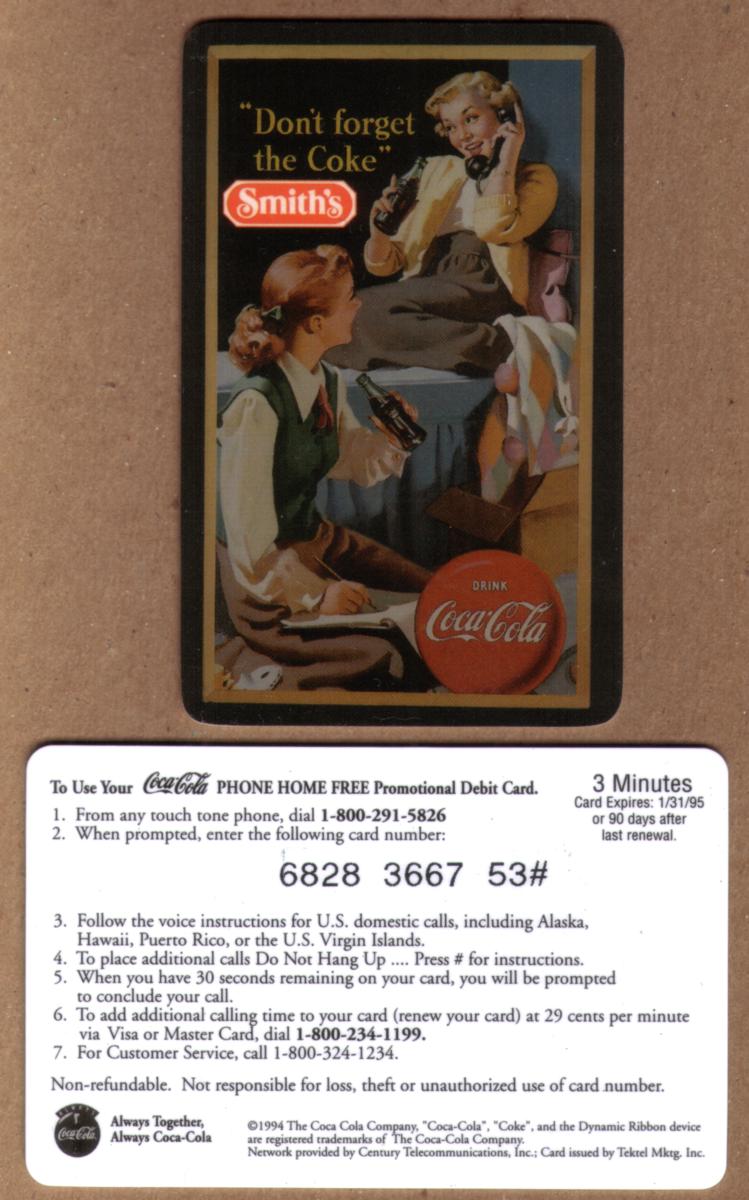 "Don't forget
the Coke"
Smith's
DRINK
Coca-Cola
To Use Your Coca-Cola PHONE HOME FREE Promotional Debit Card.
3 Minutes
Card Expires: 1/31/95
or 90 days after
last renewal.
1. From any touch tone phone, dial 1-800-291-5826
2. When prompted, enter the following card number:
6828 3667 53#
3. Follow the voice instructions for U.S. domestic calls, including Alaska,
Hawaii, Puerto Rico, or the U.S. Virgin Islands.
4. To place additional calls Do Not Hang Up .... Press # for instructions.
5. When you have 30 seconds remaining on your card, you will be prompted
to conclude your call.
6. To add additional calling time to your card (renew your card) at 29 cents per minute
via Visa or Master Card, dial 1-800-234-1199.
7. For Customer Service, call 1-800-324-1234.
Non-refundable. Not responsible for loss, theft or unauthorized use of card number.
ALWAYS
Coca-Cola
Always Together,
Always Coca-Cola
©1994 The Coca Cola Company, "Coca-Cola", "Coke", and the Dynamic Ribbon device
are registered trademarks of The Coca-Cola Company.
Network provided by Century Telecommunications, Inc.; Card issued by Tektel Mktg. Inc.